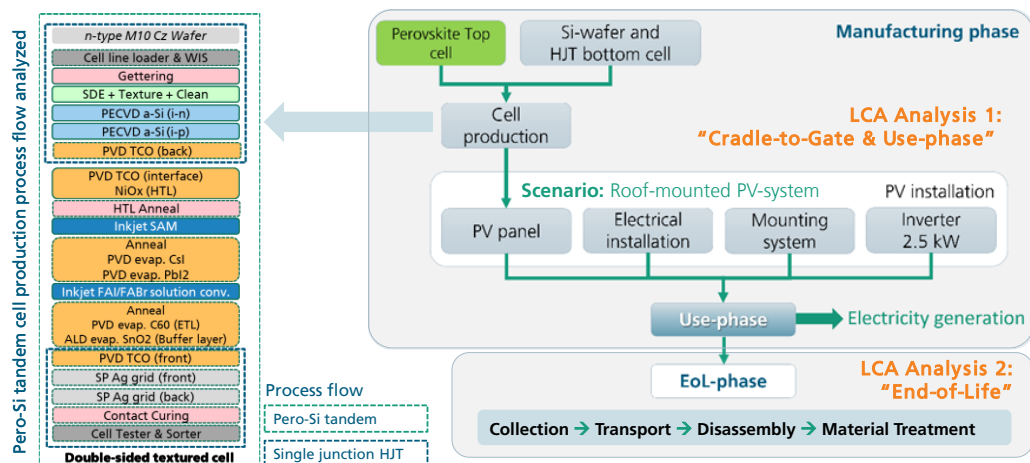 Pero-Si tandem cell production process flow analyzed
n-type M10 Cz Wafer
Cell line loader & WIS
Gettering
SDE + Texture + Clean
PECVD a-Si (i-n)
PECVD a-Si (i-p)
PVD TCO (back)
PVD TCO (interface)
NiOx (HTL)
HTL Anneal
Inkjet SAM
Anneal
PVD evap. CsI
PVD evap. PbI2
Inkjet FAI/FABr solution conv.
Anneal
PVD evap. C60 (ETL)
ALD evap. SnO2 (Buffer layer)
PVD TCO (front)
SP Ag grid (front)
SP Ag grid (back)
Contact Curing
Cell Tester & Sorter
Double-sided textured cell
Process flow
Pero-Si tandem
Single junction HJT
Manufacturing phase
Perovskite Top
cell
Si-wafer and
HJT bottom cell
Cell
production
LCA Analysis 1:
"Cradle-to-Gate & Use-phase"
Scenario: Roof-mounted PV-system
PV installation
PV panel
Electrical
installation
Mounting
system
Inverter
2.5 kW
Use-phase
Electricity generation
EoL-phase
LCA Analysis 2:
"End-of-Life"
Collection → Transport → Disassembly → Material Treatment